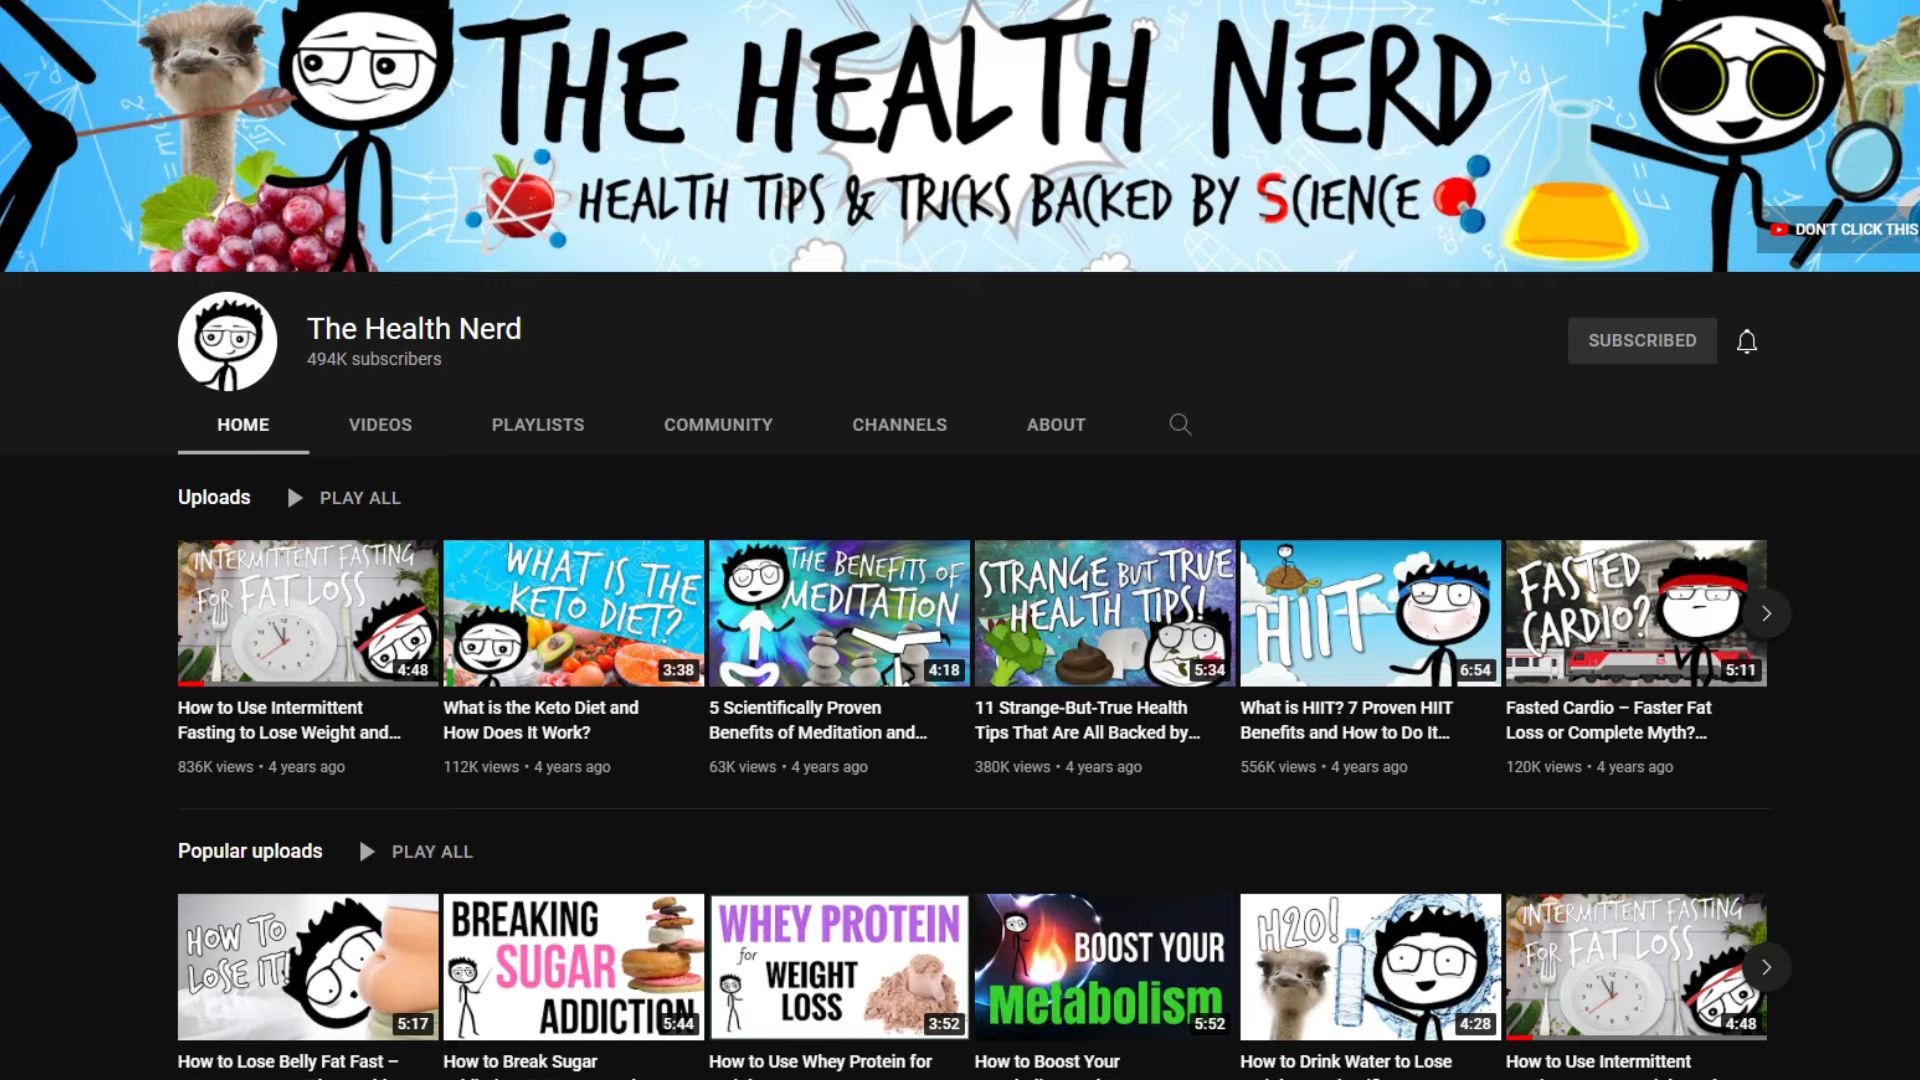 THE HEALTH NERD
HEALTH TIPS & TRICKS BACKED BY SCIENCE
DON'T CLICK THIS
The Health Nerd
494K subscribers
SUBSCRIBED
HOME
VIDEOS
PLAYLISTS
COMMUNITY
CHANNELS
ABOUT
Uploads
PLAY ALL
INTERMITTENT FASTING
FOR FAT LOSS
4:48
How to Use Intermittent
Fasting to Lose Weight and...
836K views • 4 years ago
WHAT IS THE
KETO DIET?
3:38
What is the Keto Diet and
How Does It Work?
112K views • 4 years ago
THE BENEFITS OF
MEDITATION
4:18
5 Scientifically Proven
Benefits of Meditation and...
63K views • 4 years ago
STRANGE BUT TRUE
HEALTH TIPS!
5:34
11 Strange-But-True Health
Tips That Are All Backed by...
380K views • 4 years ago
HIIT
6:54
What is HIIT? 7 Proven HIIT
Benefits and How to Do It...
556K views • 4 years ago
FASTED
CARDIO?
5:11
Fasted Cardio – Faster Fat
Loss or Complete Myth?...
120K views • 4 years ago
Popular uploads
PLAY ALL
HOW TO
LOSE IT!
5:17
How to Lose Belly Fat Fast –
BREAKING
SUGAR
ADDICTION
5:44
How to Break Sugar
WHEY PROTEIN
for
WEIGHT
LOSS
3:52
How to Use Whey Protein for
BOOST YOUR
Metabolism
5:52
How to Boost Your
H2O!
4:28
How to Drink Water to Lose
INTERMITTENT FASTING
FOR FAT LOSS
4:48
How to Use Intermittent